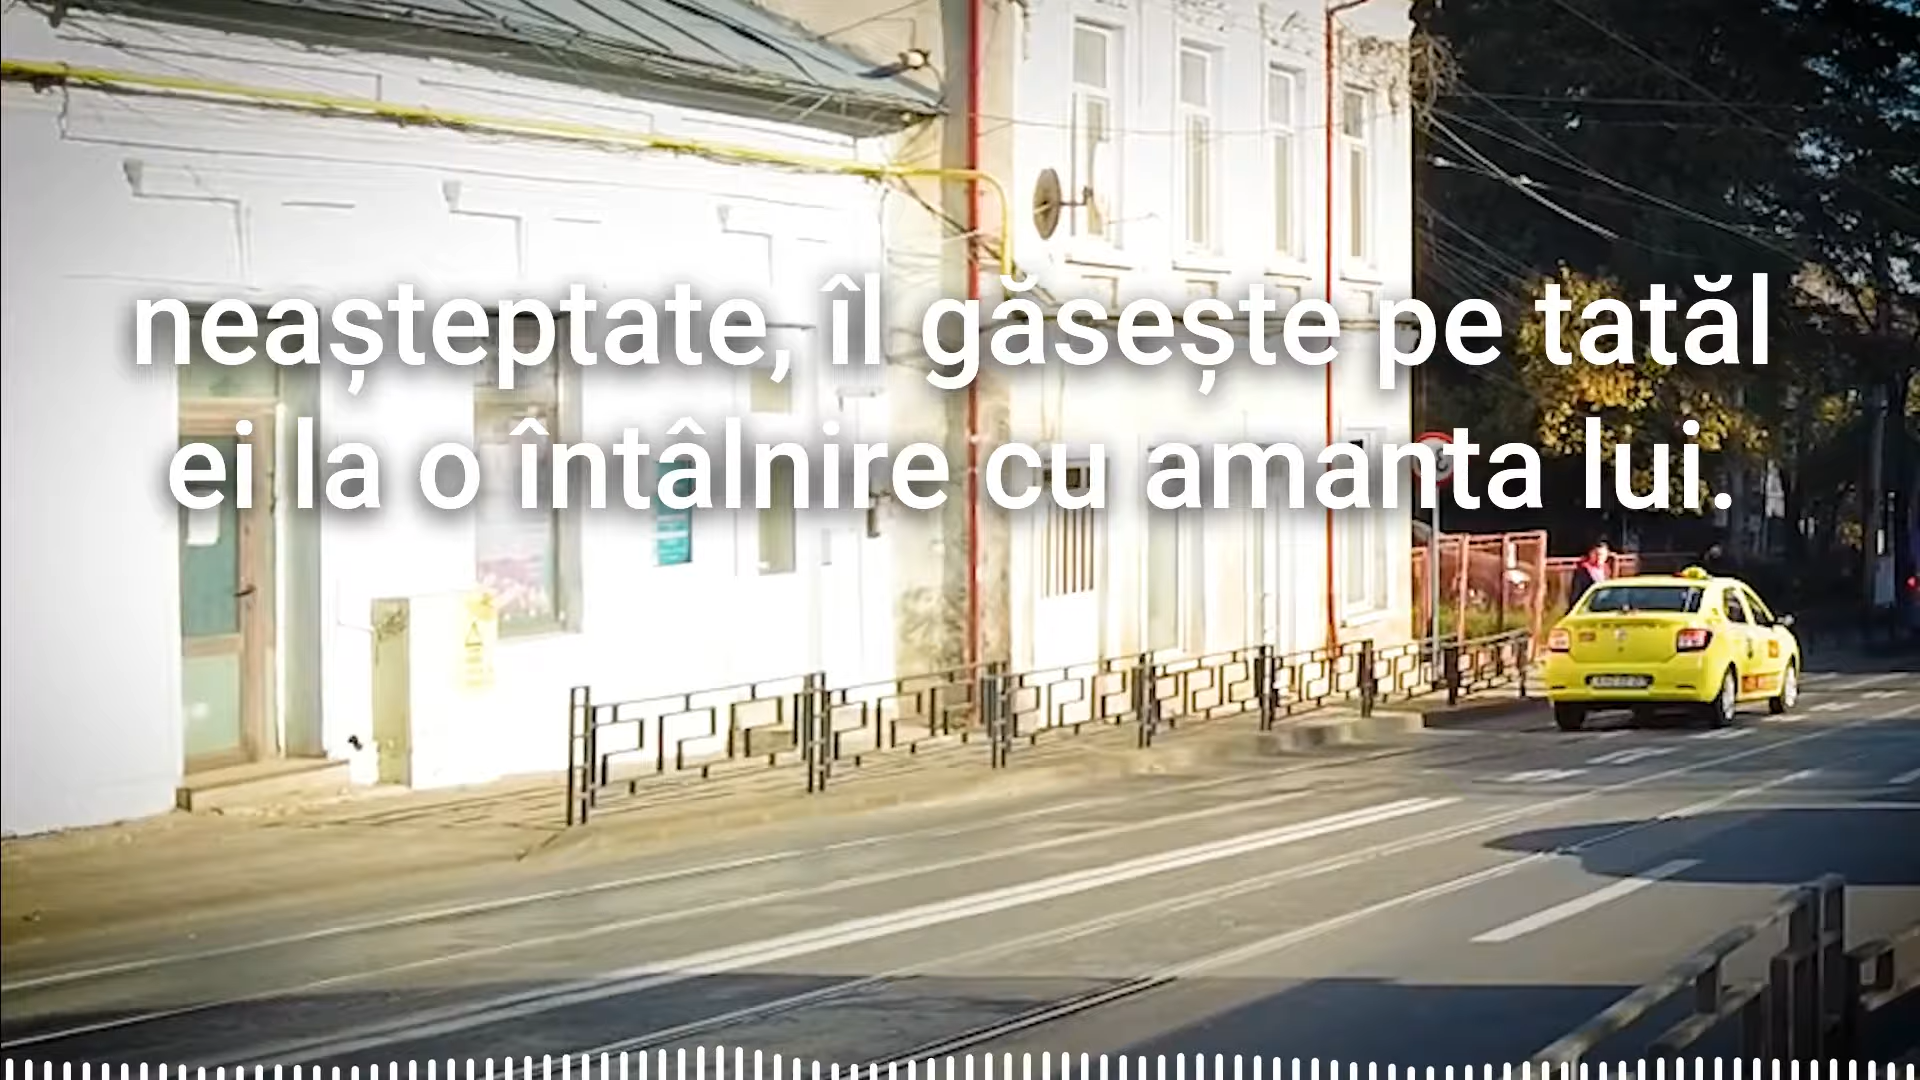 neașteptate, îl găsește pe tatăl
ei la o întâlnire cu amanta lui.